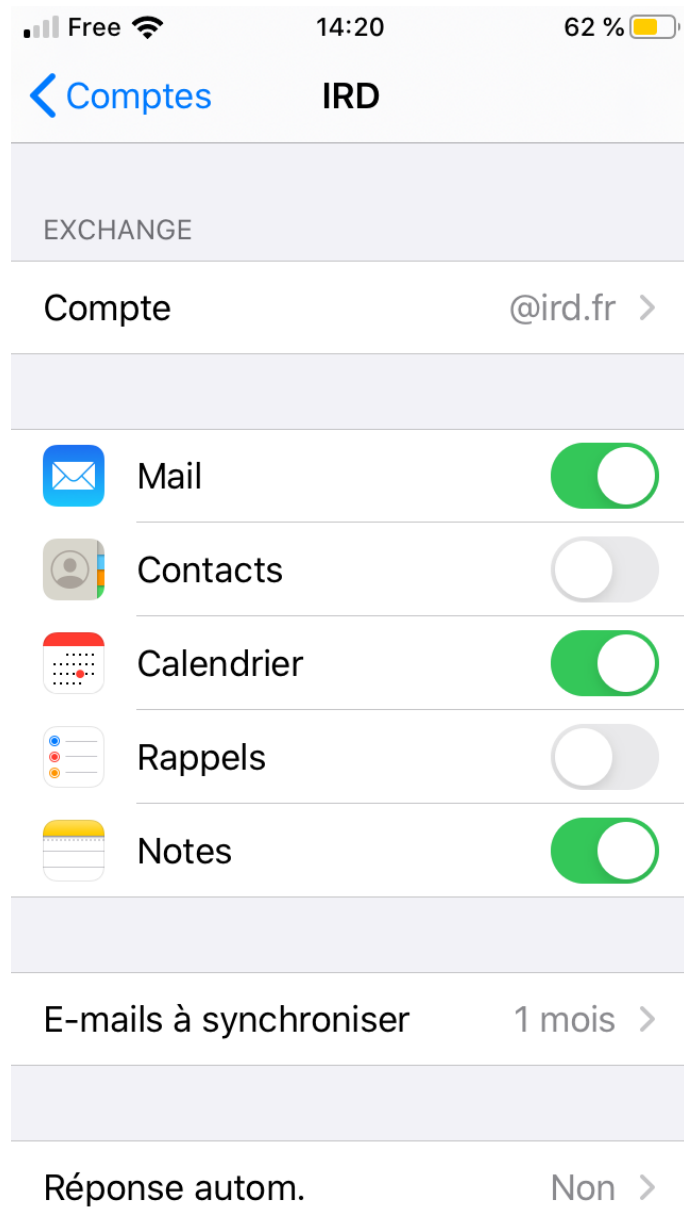 Free 14:20 62 %
Comptes IRD
EXCHANGE
Compte @ird.fr
Mail
Contacts
Calendrier
Rappels
Notes
E-mails à synchroniser 1 mois
Réponse autom. Non